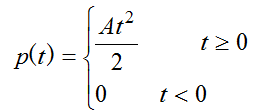 p(t) = { At²/2    t ≥ 0
0    t < 0